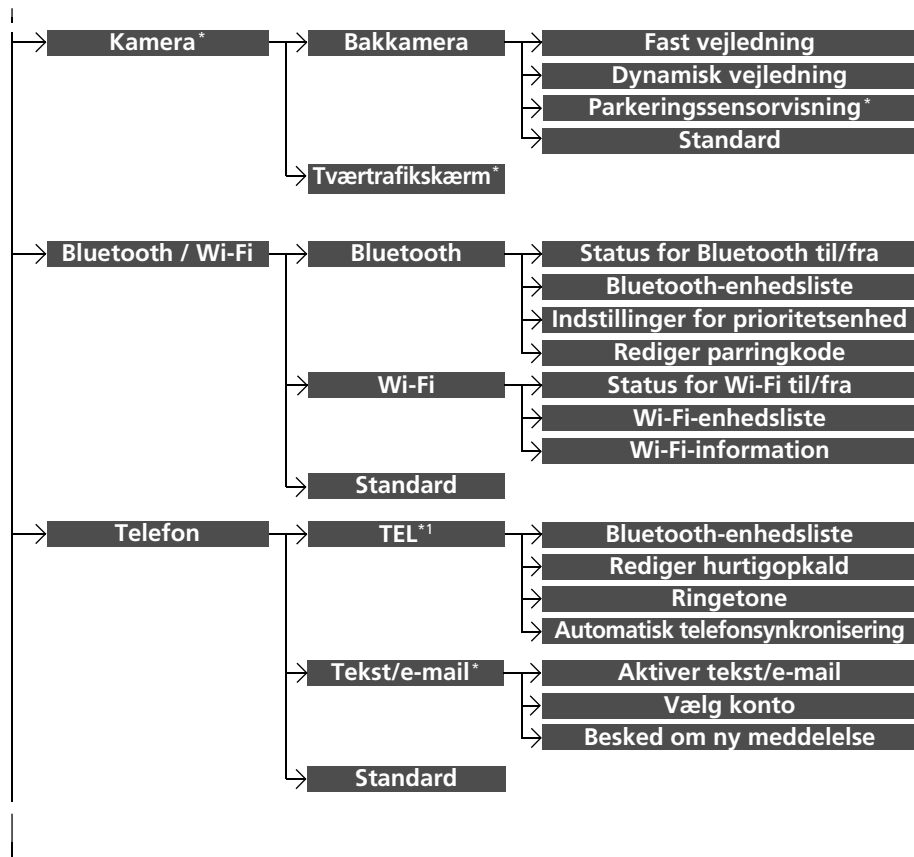 Kamera* Bakkamera Fast vejledning
Dynamisk vejledning
Parkeringssensorvisning*
Standard
Tværtrafikskærm*
Bluetooth / Wi-Fi Bluetooth Status for Bluetooth til/fra
Bluetooth-enhedsliste
Indstillinger for prioritetsenhed
Rediger parringkode
Wi-Fi Status for Wi-Fi til/fra
Wi-Fi-enhedsliste
Wi-Fi-information
Standard
Telefon TEL*1 Bluetooth-enhedsliste
Rediger hurtigopkald
Ringetone
Automatisk telefonsynkronisering
Tekst/e-mail* Aktiver tekst/e-mail
Vælg konto
Besked om ny meddelelse
Standard